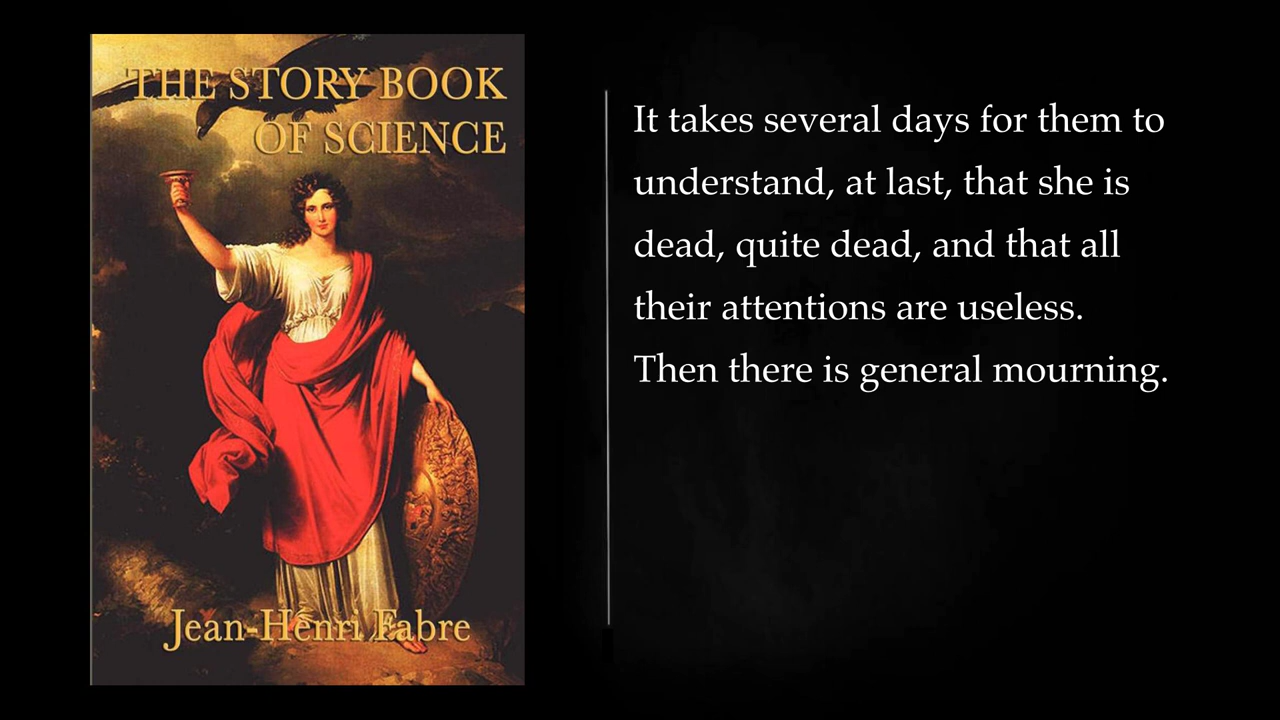 THE STORY BOOK
OF SCIENCE
Jean-Henri Fabre
It takes several days for them to
understand, at last, that she is
dead, quite dead, and that all
their attentions are useless.
Then there is general mourning.